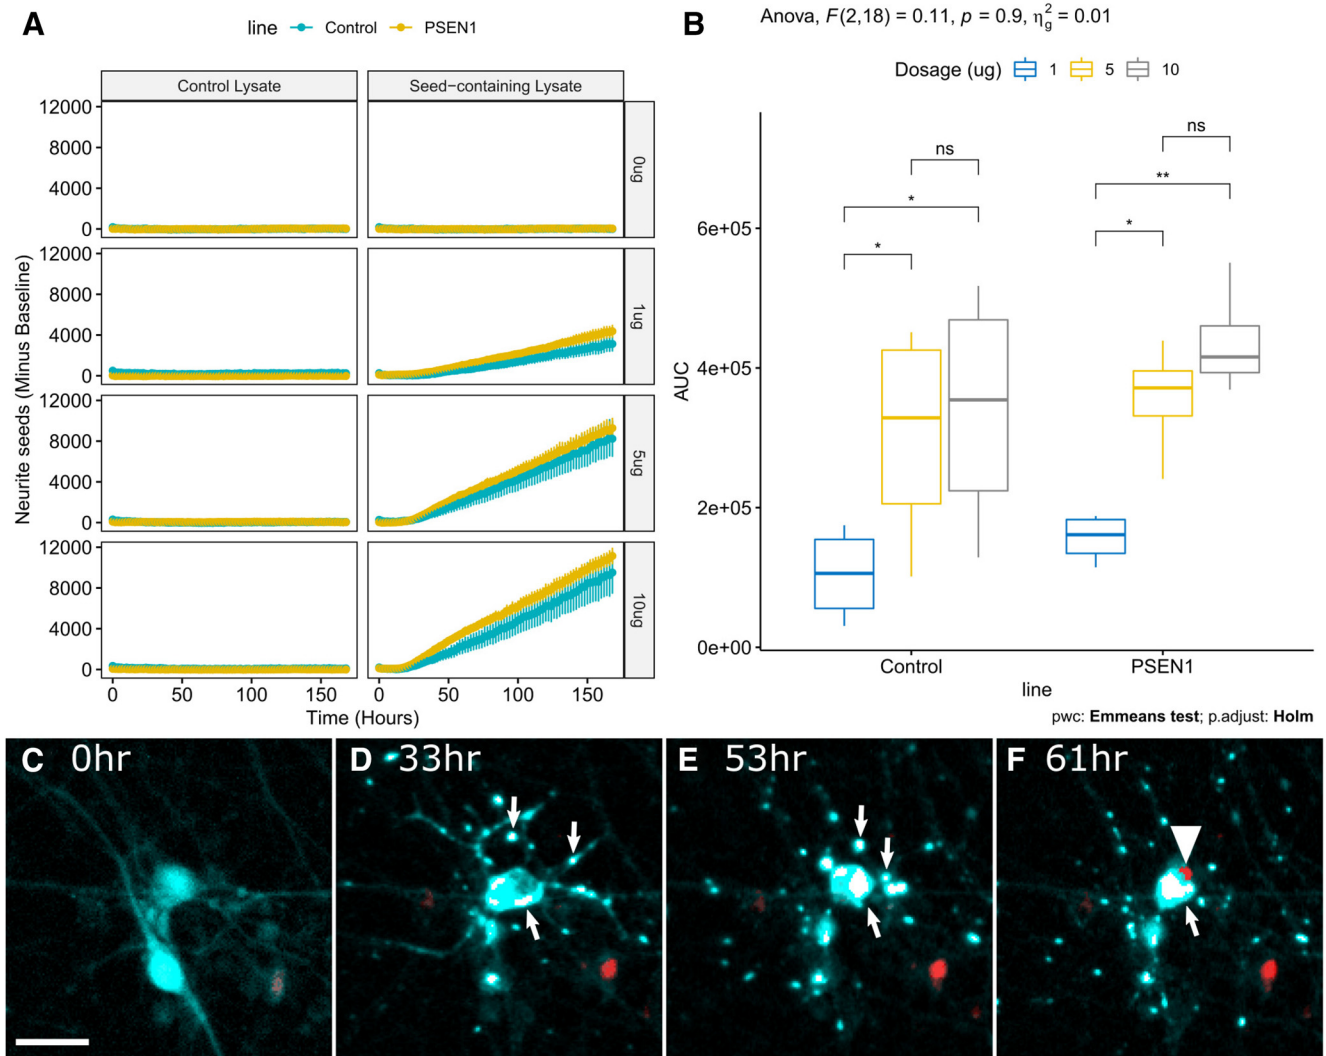 A
line Control PSEN1
Control Lysate
Seed−containing Lysate
12000
8000
4000
0
0ug
12000
8000
4000
0
1ug
12000
8000
4000
0
5ug
12000
8000
4000
0
10ug
Neurite seeds (Minus Baseline)
0 50 100 150
0 50 100 150
Time (Hours)
B
Anova, F(2,18) = 0.11, p = 0.9, η²g = 0.01
Dosage (ug) 1 5 10
ns
*
*
ns
**
*
6e+05
4e+05
2e+05
0e+00
AUC
Control
PSEN1
line
pwc: Emmeans test; p.adjust: Holm
C 0hr
D 33hr
E 53hr
F 61hr